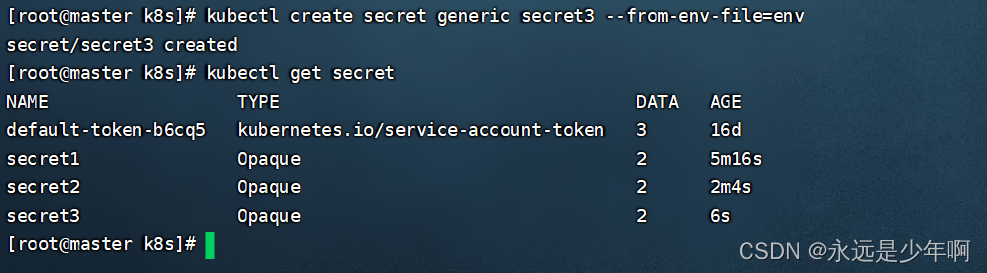 [root@master k8s]# kubectl create secret generic secret3 --from-env-file=env
secret/secret3 created
[root@master k8s]# kubectl get secret
NAME                  TYPE                                  DATA   AGE
default-token-b6cq5   kubernetes.io/service-account-token   3      16d
secret1               Opaque                                2      5m16s
secret2               Opaque                                2      2m4s
secret3               Opaque                                2      6s
[root@master k8s]#
CSDN @永远是少年啊